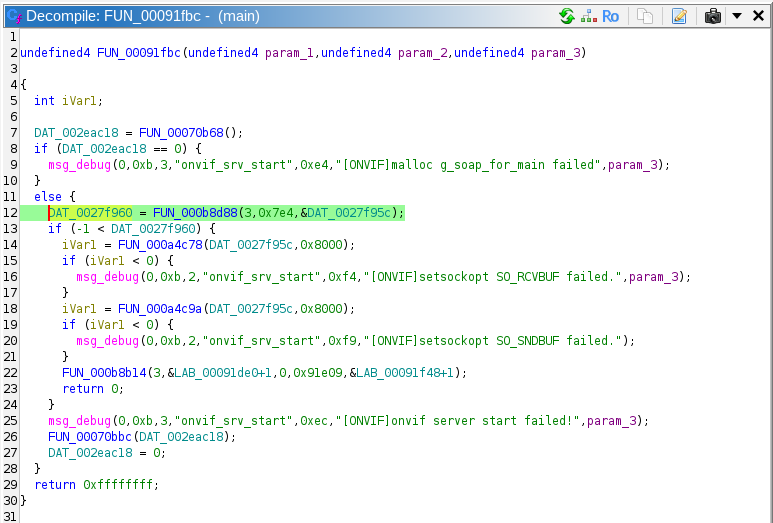 Decompile: FUN_00091fbc - (main)
Ro
1
2 undefined4 FUN_00091fbc(undefined4 param_1,undefined4 param_2,undefined4 param_3)
3
4 {
5   int iVar1;
6
7   DAT_002eac18 = FUN_00070b68();
8   if (DAT_002eac18 == 0) {
9     msg_debug(0,0xb,3,"onvif_srv_start",0xe4,"[ONVIF]malloc g_soap_for_main failed",param_3);
10   }
11   else {
12     DAT_0027f960 = FUN_000b8d88(3,0x7e4,&DAT_0027f95c);
13     if (-1 < DAT_0027f960) {
14       iVar1 = FUN_000a4c78(DAT_0027f95c,0x8000);
15       if (iVar1 < 0) {
16         msg_debug(0,0xb,2,"onvif_srv_start",0xf4,"[ONVIF]setsockopt SO_RCVBUF failed.",param_3);
17       }
18       iVar1 = FUN_000a4c9a(DAT_0027f95c,0x8000);
19       if (iVar1 < 0) {
20         msg_debug(0,0xb,2,"onvif_srv_start",0xf9,"[ONVIF]setsockopt SO_SNDBUF failed.");
21       }
22       FUN_000b8b14(3,&LAB_00091de0+1,0,0x91e09,&LAB_00091f48+1);
23       return 0;
24     }
25     msg_debug(0,0xb,3,"onvif_srv_start",0xec,"[ONVIF]onvif server start failed!",param_3);
26     FUN_00070bbc(DAT_002eac18);
27     DAT_002eac18 = 0;
28   }
29   return 0xffffffff;
30 }
31